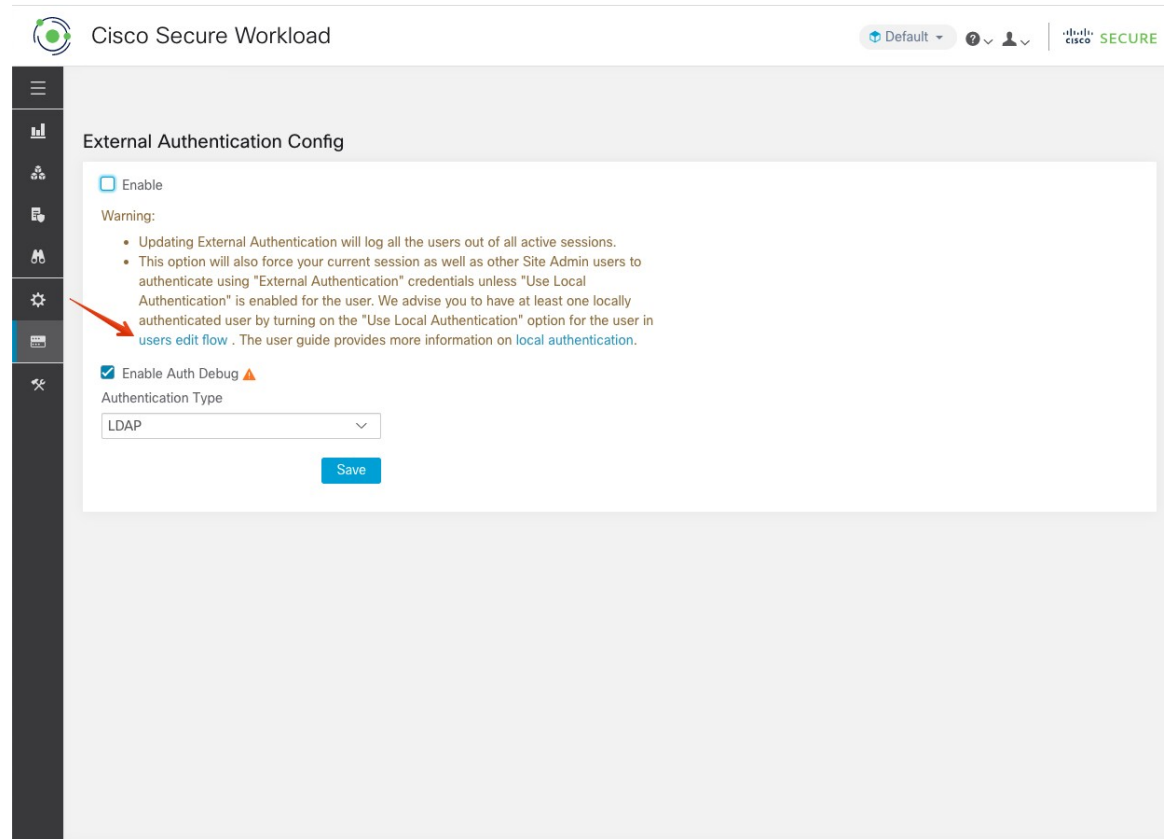 Cisco Secure Workload
Default
cisco SECURE
External Authentication Config
Enable
Warning:
Updating External Authentication will log all the users out of all active sessions.
This option will also force your current session as well as other Site Admin users to
authenticate using "External Authentication" credentials unless "Use Local
Authentication" is enabled for the user. We advise you to have at least one locally
authenticated user by turning on the "Use Local Authentication" option for the user in
users edit flow . The user guide provides more information on local authentication.
Enable Auth Debug
Authentication Type
LDAP
Save